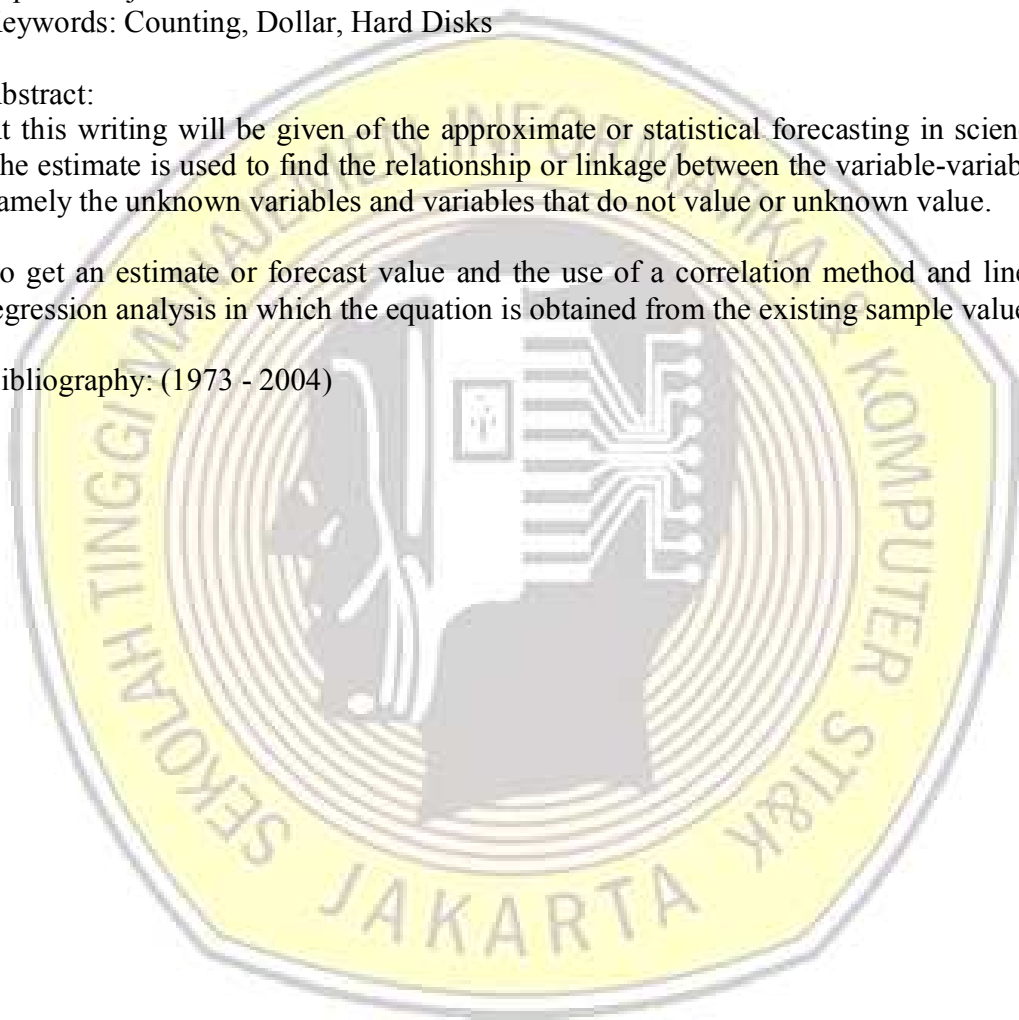 eywords: Counting, Dollar, Hard Disks
bstract:
t this writing will be given of the approximate or statistical forecasting in scien
he estimate is used to find the relationship or linkage between the variable-variab
amely the unknown variables and variables that do not value or unknown value.
o get an estimate or forecast value and the use of a correlation method and line
egression analysis in which the equation is obtained from the existing sample value
ibliography: (1973 - 2004)
SEKOLAH TINGGI MANAJEMEN INFORMATIKA & KOMPUTER STI&K
JAKARTA